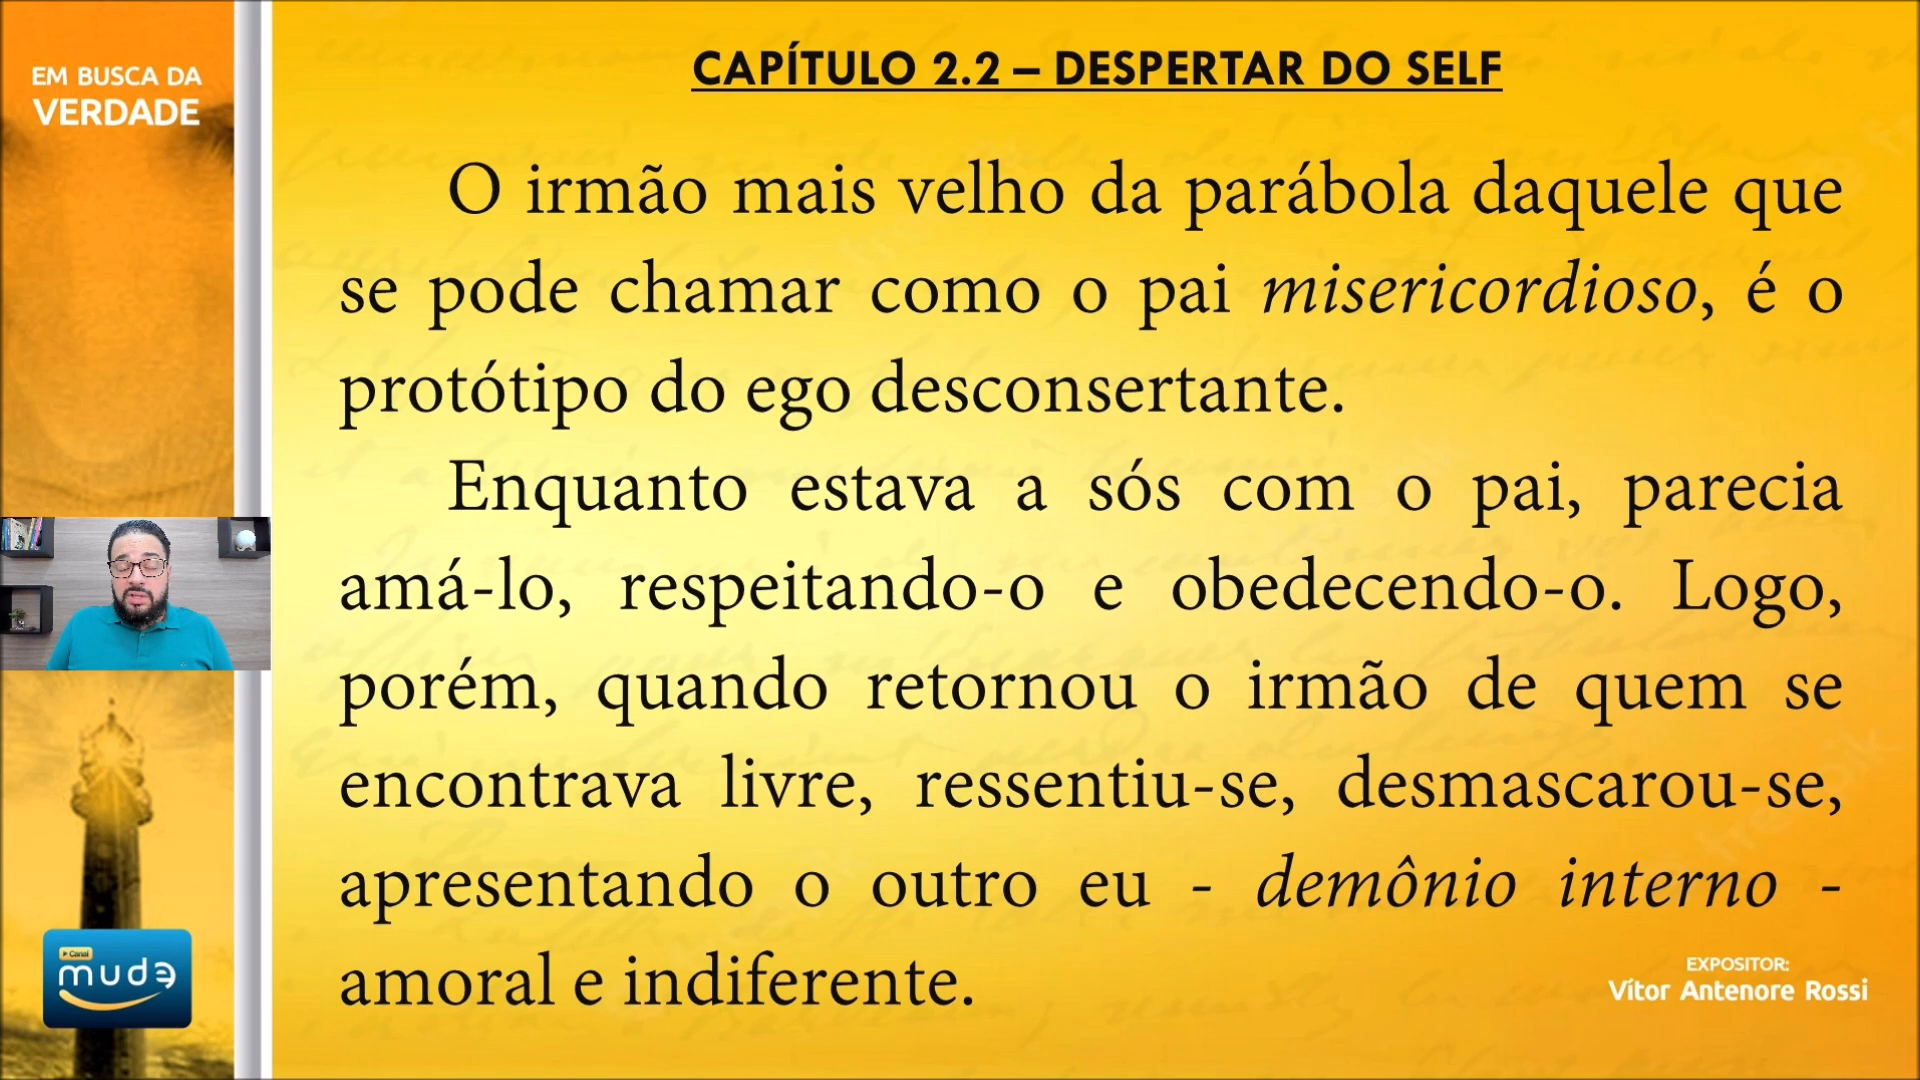 EM BUSCA DA
VERDADE
CAPÍTULO 2.2 – DESPERTAR DO SELF
O irmão mais velho da parábola daquele que
se pode chamar como o pai misericordioso, é o
protótipo do ego desconsertante.
Enquanto estava a sós com o pai, parecia
amá-lo, respeitando-o e obedecendo-o. Logo,
porém, quando retornou o irmão de quem se
encontrava livre, ressentiu-se, desmascarou-se,
apresentando o outro eu - demônio interno -
amoral e indiferente.
Canal
mude
EXPOSITOR:
Vítor Antenore Rossi